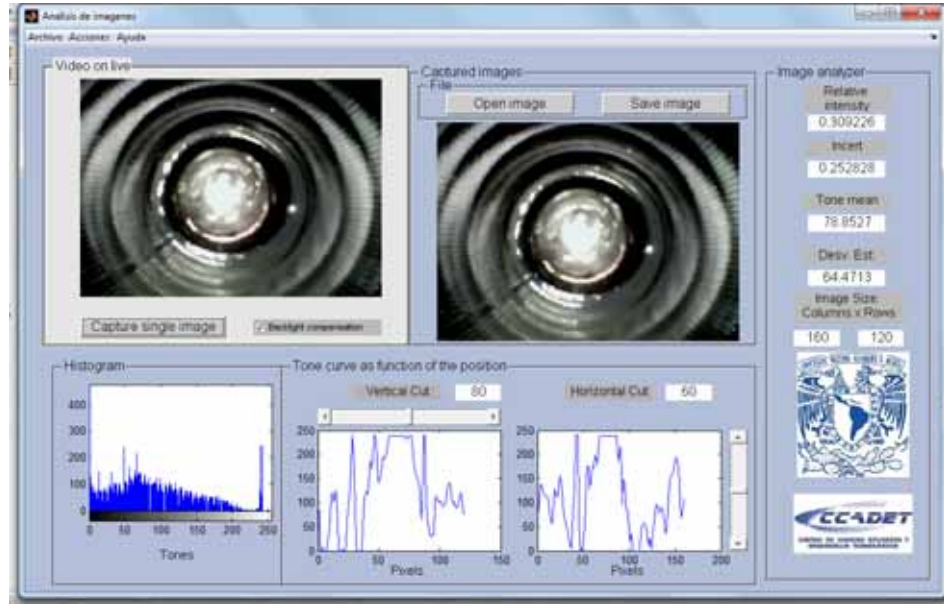 Analisis de imagenes
Archivo Acciones Ayuda
Video on live
Capture single image
Backlight compensation
Captured images
File
Open image
Save image
Image analyzer
Relative
intensity
0.309226
Incert
0.252828
Tone mean
78.8527
Desv. Est.
64.4713
Image Size
Columns x Rows
160 120
Histogram
400
300
200
100
0
0 50 100 150 200 250
Tones
Tone curve as function of the position
Vertical Cut 80
Horizontal Cut 60
250
200
150
100
50
0
0 50 100 150
Pixels
250
200
150
100
50
0
0 50 100 150 200
Pixels
CCADET